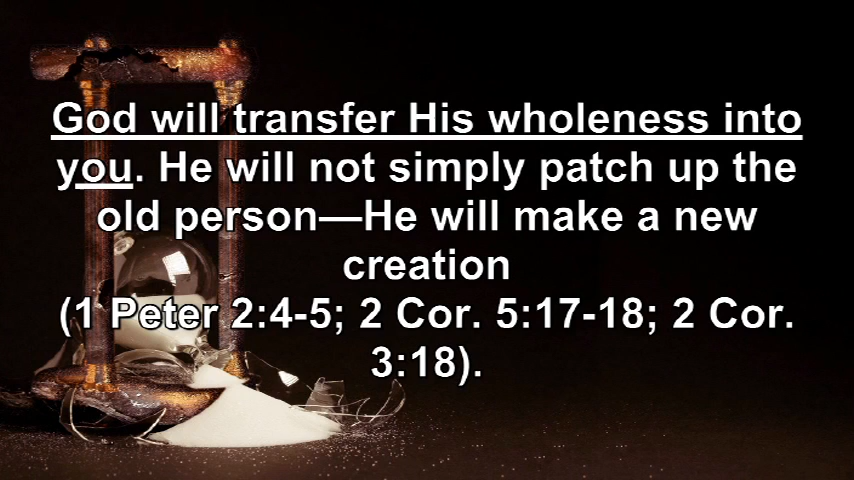 God will transfer His wholeness into
you. He will not simply patch up the
old person—He will make a new
creation
(1 Peter 2:4-5; 2 Cor. 5:17-18; 2 Cor.
3:18).